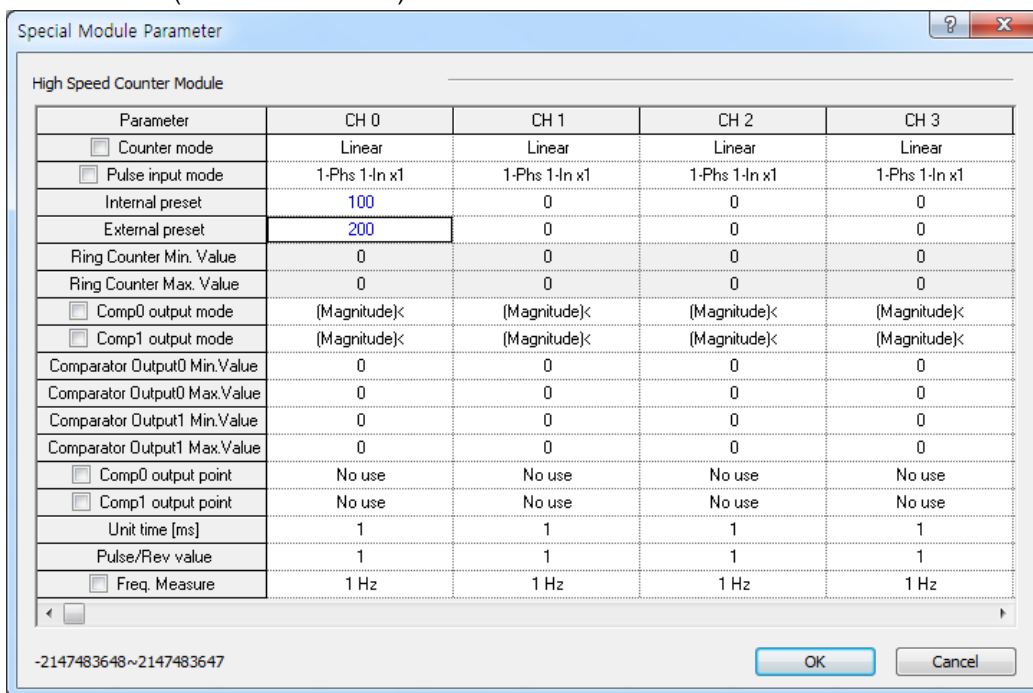 Special Module Parameter ? X
High Speed Counter Module
Parameter CH 0 CH 1 CH 2 CH 3
Counter mode Linear Linear Linear Linear
Pulse input mode 1-Phs 1-In x1 1-Phs 1-In x1 1-Phs 1-In x1 1-Phs 1-In x1
Internal preset 100 0 0 0
External preset 200 0 0 0
Ring Counter Min. Value 0 0 0 0
Ring Counter Max. Value 0 0 0 0
Comp0 output mode (Magnitude)< (Magnitude)< (Magnitude)< (Magnitude)<
Comp1 output mode (Magnitude)< (Magnitude)< (Magnitude)< (Magnitude)<
Comparator Output0 Min.Value 0 0 0 0
Comparator Output0 Max.Value 0 0 0 0
Comparator Output1 Min.Value 0 0 0 0
Comparator Output1 Max.Value 0 0 0 0
Comp0 output point No use No use No use No use
Comp1 output point No use No use No use No use
Unit time [ms] 1 1 1 1
Pulse/Rev value 1 1 1 1
Freq. Measure 1 Hz 1 Hz 1 Hz 1 Hz
-2147483648~2147483647 OK Cancel